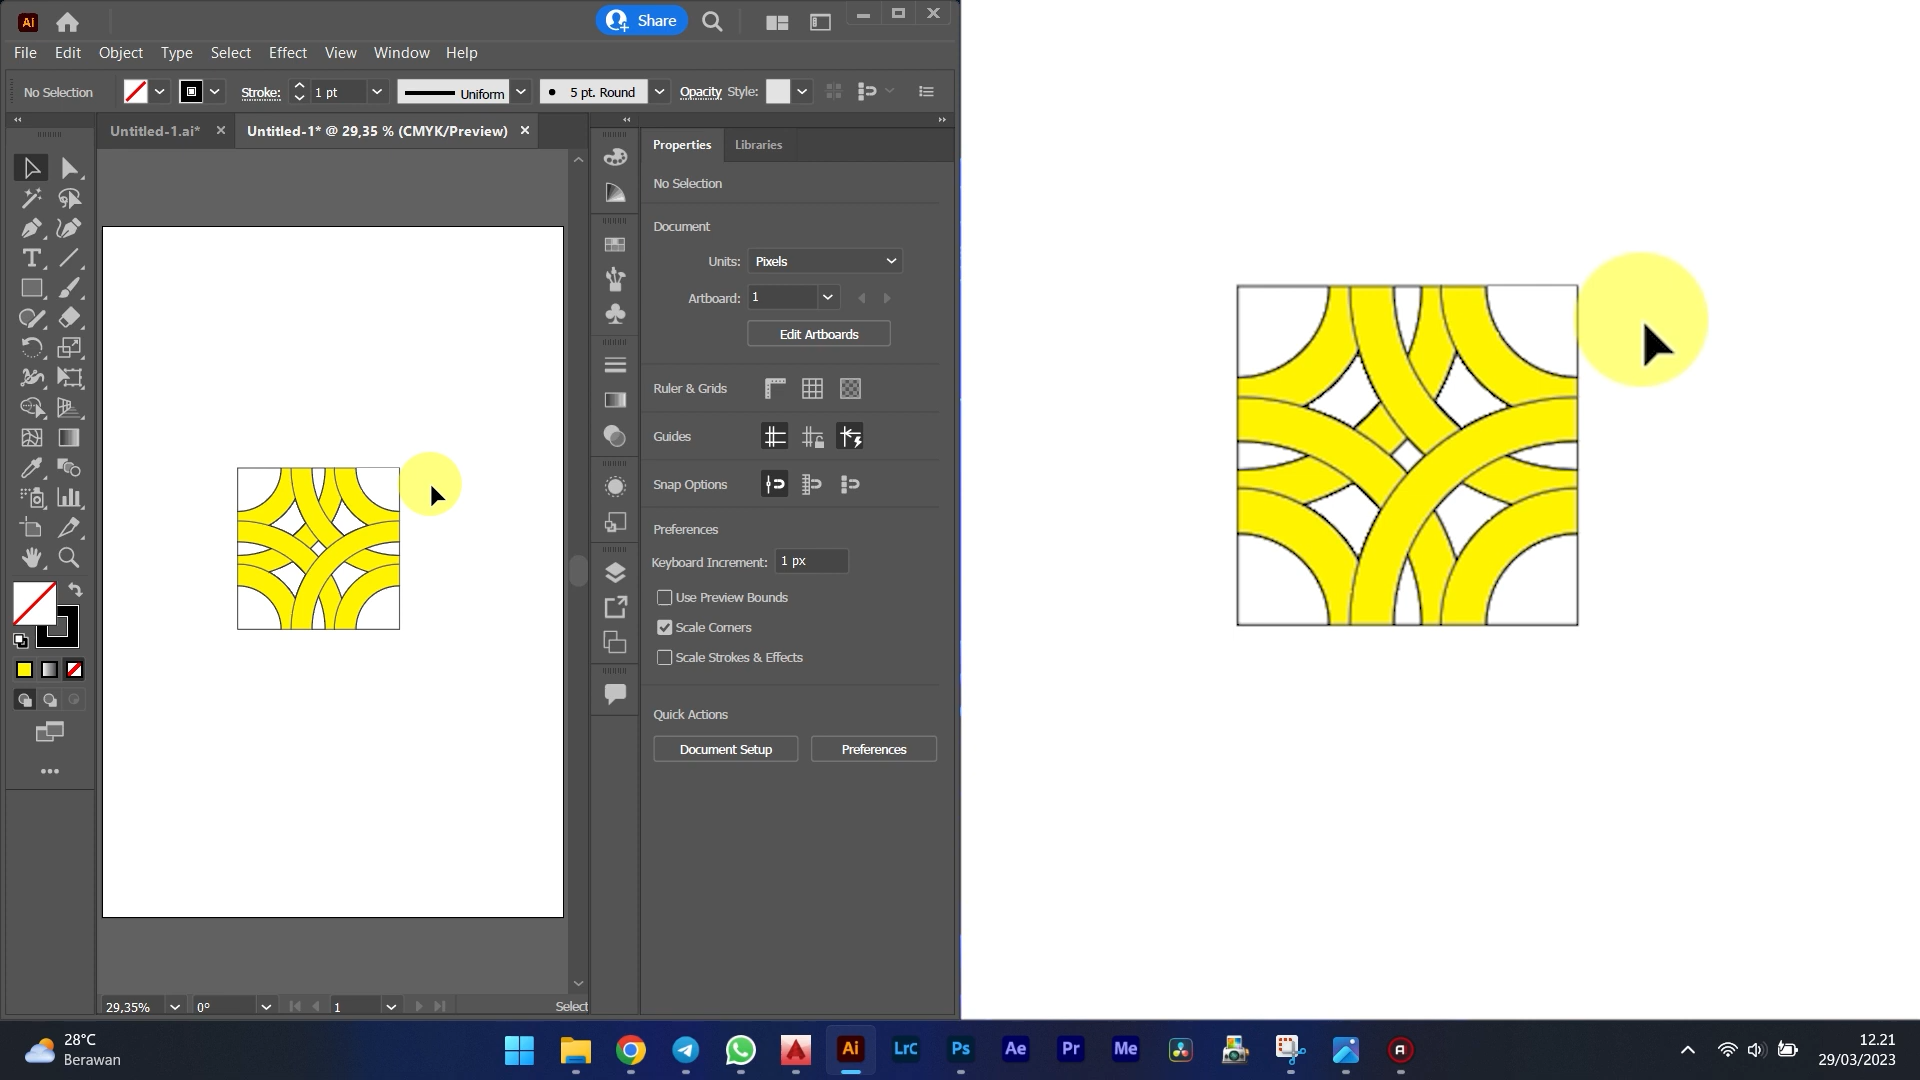 Ai
Share
File Edit Object Type Select Effect View Window Help
No Selection
Stroke:
1 pt
Uniform
5 pt. Round
Opacity
Style:
Untitled-1.ai*
Untitled-1* @ 29,35 % (CMYK/Preview)
Properties
Libraries
No Selection
Document
Units:
Pixels
Artboard:
1
Edit Artboards
Ruler & Grids
Guides
Snap Options
Preferences
Keyboard Increment:
1 px
Use Preview Bounds
Scale Corners
Scale Strokes & Effects
Quick Actions
Document Setup
Preferences
29,35%
0°
1
Select
28°C
Berawan
Ai
LrC
Ps
Ae
Pr
Me
12.21
29/03/2023